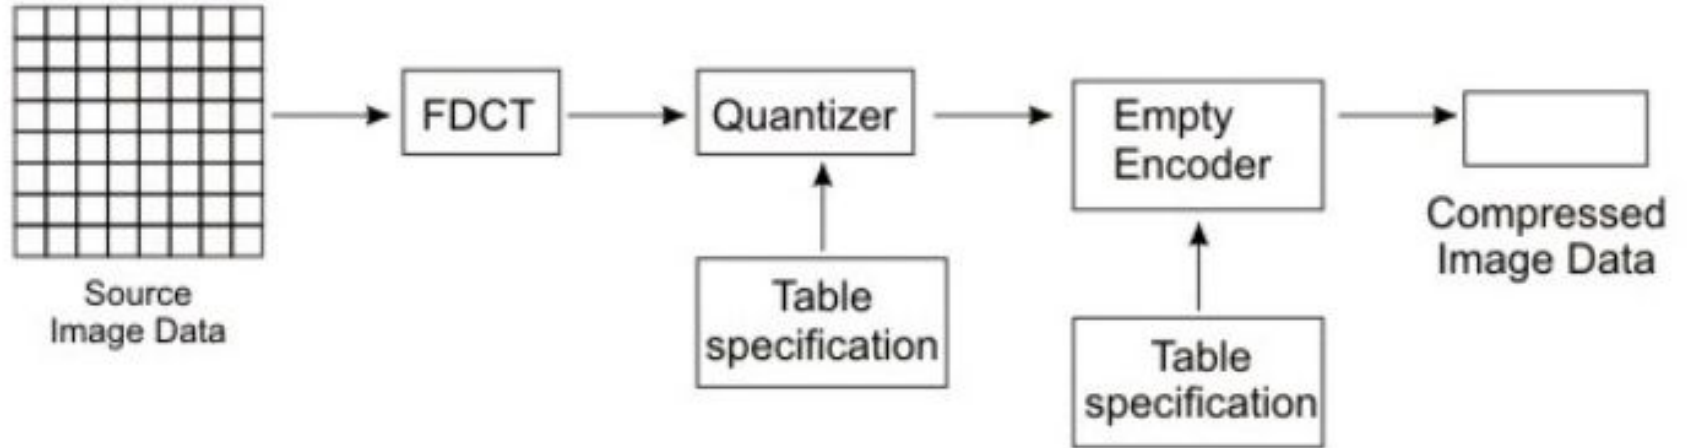 FDCT
Quantizer
Empty
Encoder
Compressed
Image Data
Source
Image Data
Table
specification
Table
specification